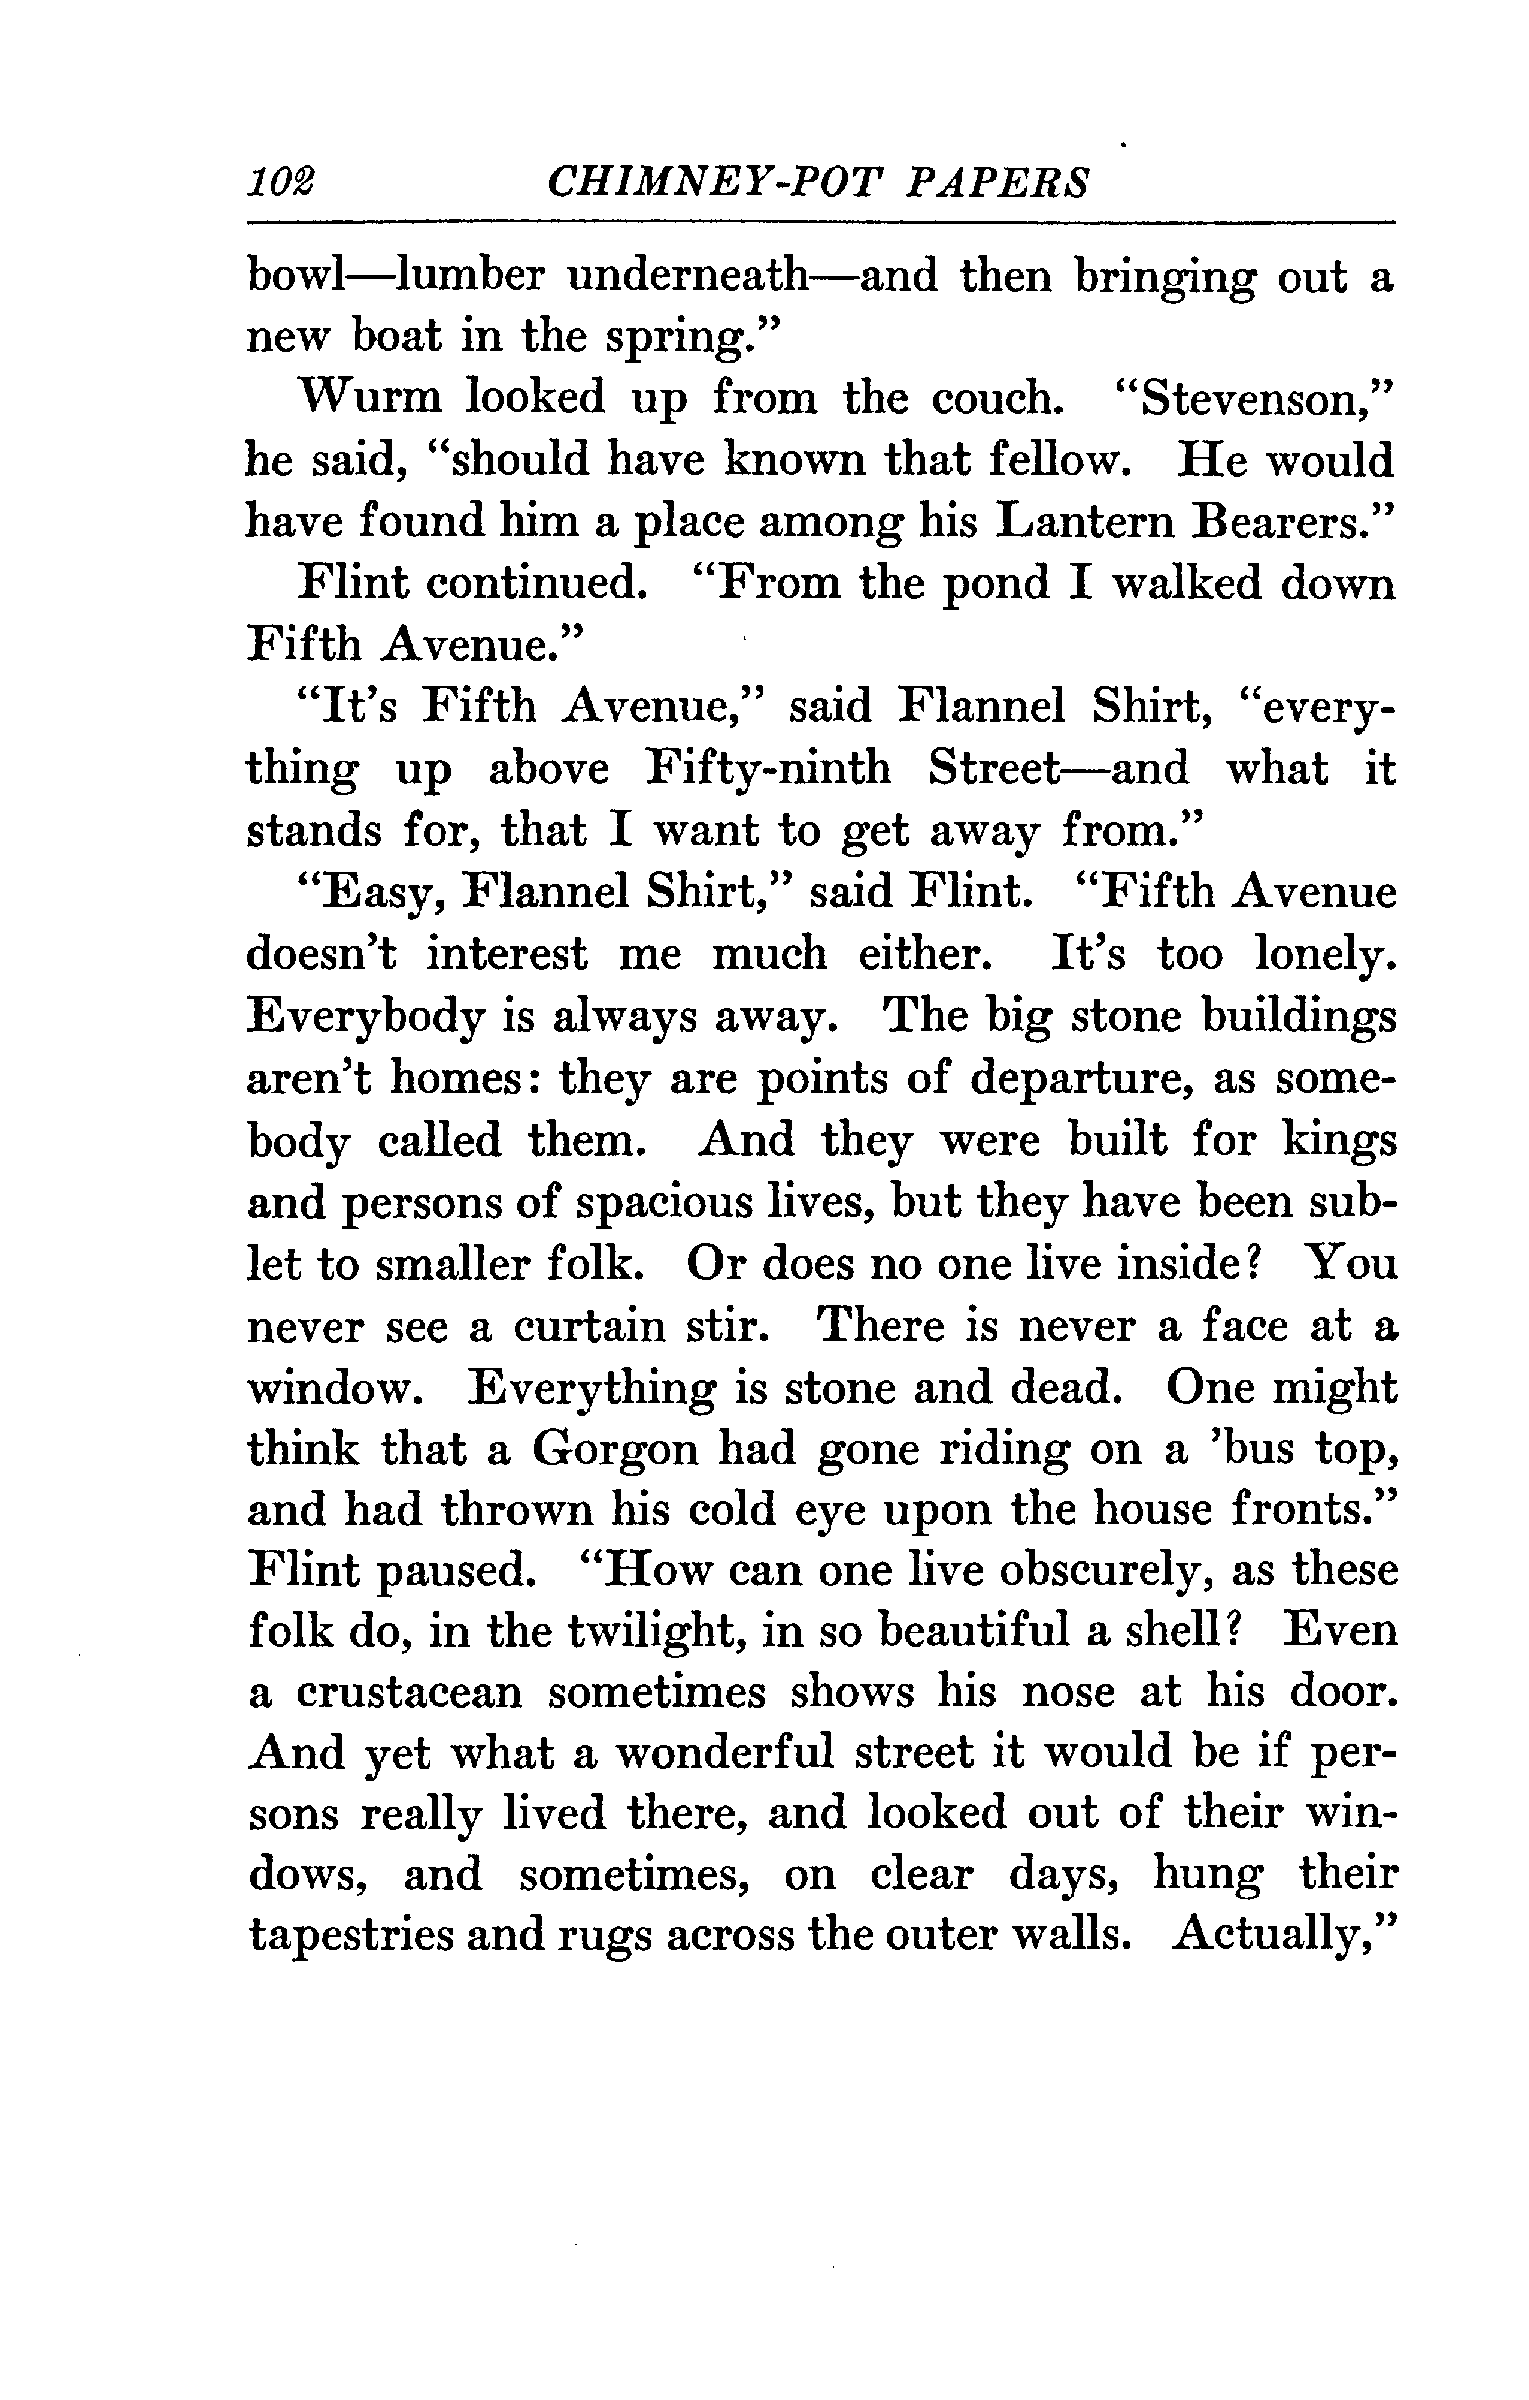 102 CHIMNEY-POT PAPERS
bowl—lumber underneath—and then bringing out a
new boat in the spring.”
Wurm looked up from the couch. “Stevenson,”
he said, “should have known that fellow. He would
have found him a place among his Lantern Bearers.”
Flint continued. “From the pond I walked down
Fifth Avenue.”
“It’s Fifth Avenue,” said Flannel Shirt, “every-
thing up above Fifty-ninth Street—and what it
stands for, that I want to get away from.”
“Easy, Flannel Shirt,” said Flint. “Fifth Avenue
doesn’t interest me much either. It’s too lonely.
Everybody is always away. The big stone buildings
aren’t homes: they are points of departure, as some-
body called them. And they were built for kings
and persons of spacious lives, but they have been sub-
let to smaller folk. Or does no one live inside? You
never see a curtain stir. There is never a face at a
window. Everything is stone and dead. One might
think that a Gorgon had gone riding on a ’bus top,
and had thrown his cold eye upon the house fronts.”
Flint paused. “How can one live obscurely, as these
folk do, in the twilight, in so beautiful a shell? Even
a crustacean sometimes shows his nose at his door.
And yet what a wonderful street it would be if per-
sons really lived there, and looked out of their win-
dows, and sometimes, on clear days, hung their
tapestries and rugs across the outer walls. Actually,”